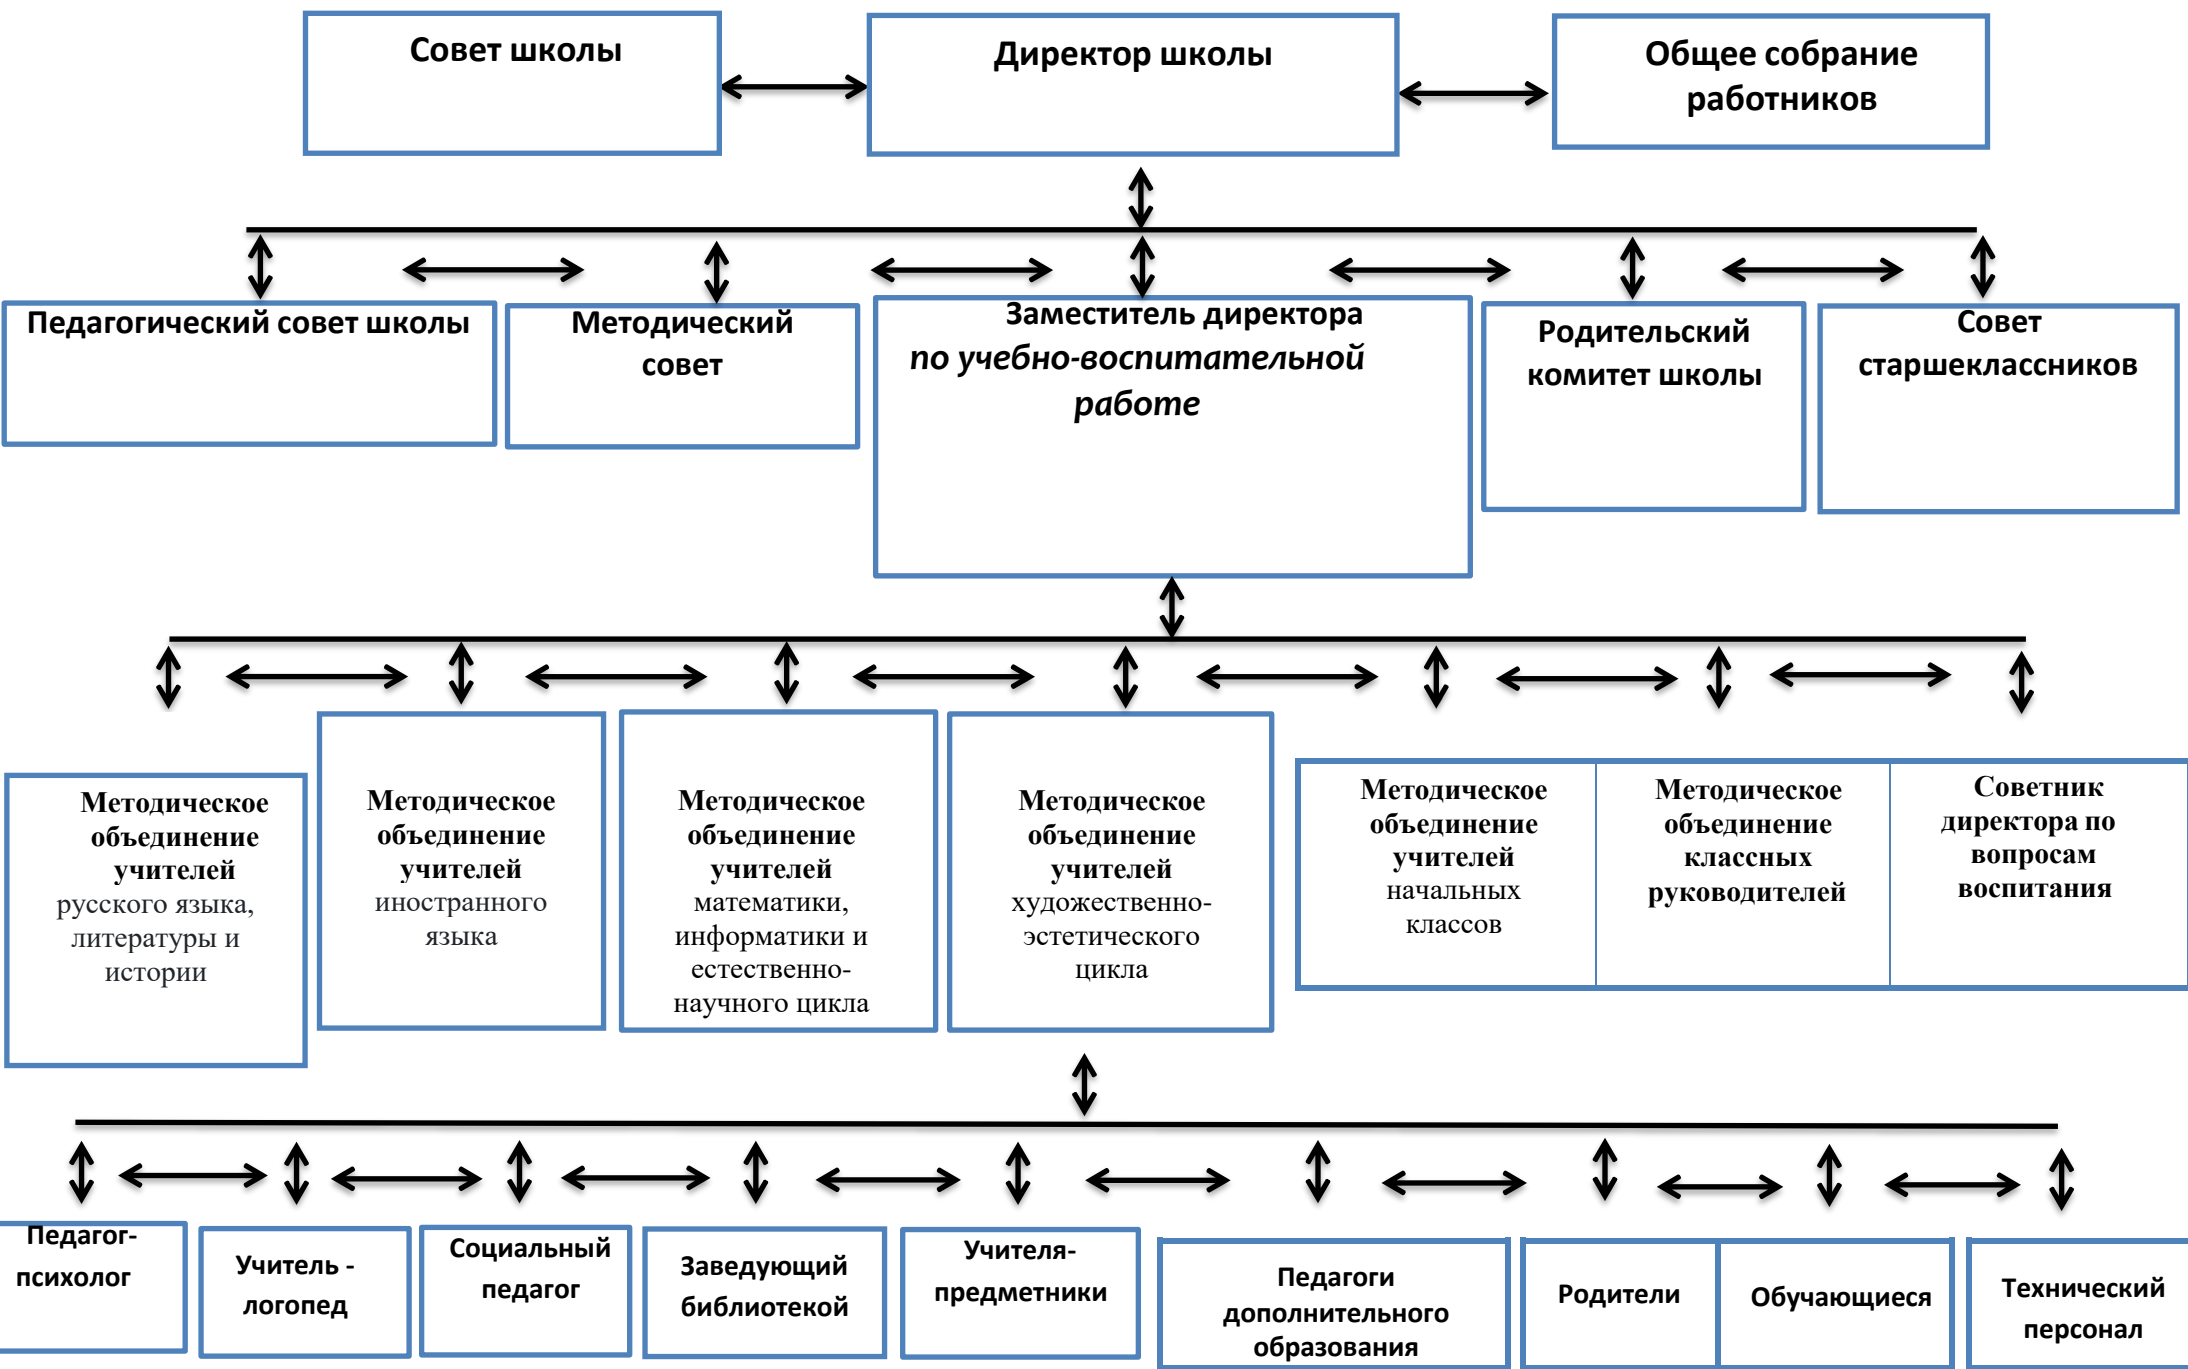 Совет школы
Директор школы
Общее собрание
работников
Педагогический совет школы
Методический
совет
Заместитель директора
по учебно-воспитательной
работе
Родительский
комитет школы
Совет
старшеклассников
Методическое
объединение
учителей
русского языка,
литературы и
истории
Методическое
объединение
учителей
иностранного
языка
Методическое
объединение
учителей
математики,
информатики и
естественно-
научного цикла
Методическое
объединение
учителей
художественно-
эстетического
цикла
Методическое
объединение
учителей
начальных
классов
Методическое
объединение
классных
руководителей
Советник
директора по
вопросам
воспитания
Педагог-
психолог
Учитель -
логопед
Социальный
педагог
Заведующий
библиотекой
Учителя-
предметники
Педагоги
дополнительного
образования
Родители
Обучающиеся
Технический
персонал